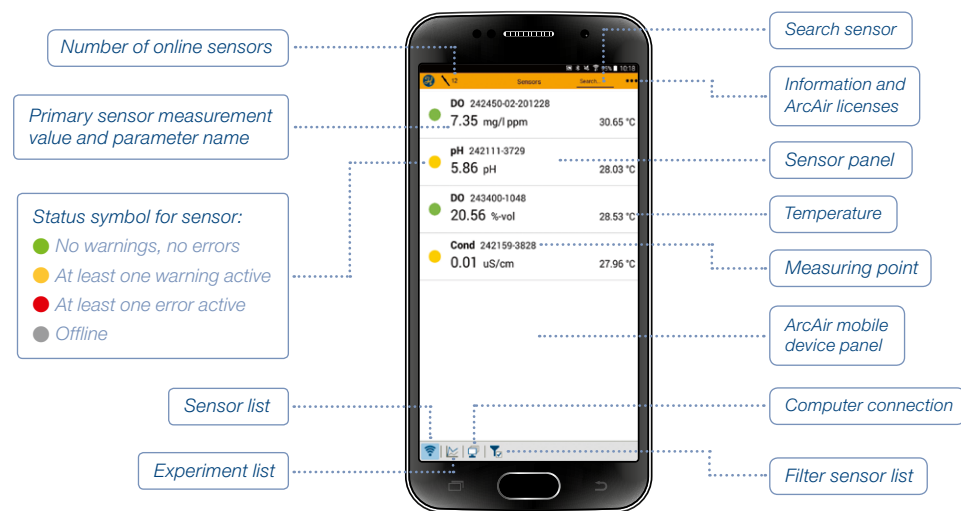 Number of online sensors
Primary sensor measurement
value and parameter name
Status symbol for sensor:
No warnings, no errors
At least one warning active
At least one error active
Offline
Sensor list
Experiment list
10:18
Sensors
Search...
DO 242450-02-201228
7.35 mg/l ppm
30.65 °C
pH 242111-3729
5.86 pH
28.03 °C
DO 243400-1048
20.56 %-vol
28.53 °C
Cond 242159-3828
0.01 uS/cm
27.96 °C
Search sensor
Information and
ArcAir licenses
Sensor panel
Temperature
Measuring point
ArcAir mobile
device panel
Computer connection
Filter sensor list